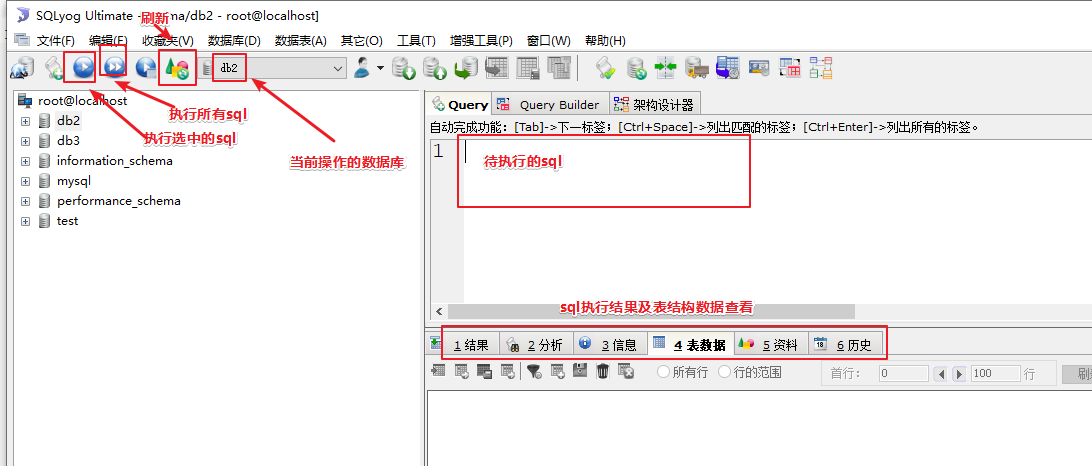 SQLyog Ultimate - ma/db2 - root@localhost]
刷新
文件(F) 编辑(E) 收藏夹(V) 数据库(D) 数据表(A) 其它(O) 工具(T) 增强工具(P) 窗口(W) 帮助(H)
db2
root@localhost
db2
db3
information_schema
mysql
performance_schema
test
执行所有sql
执行选中的sql
当前操作的数据库
Query Query Builder 架构设计器
自动完成功能：[Tab]->下一标签；[Ctrl+Space]->列出匹配的标签；[Ctrl+Enter]->列出所有的标签。
1
待执行的sql
sql执行结果及表结构数据查看
1 结果 2 分析 3 信息 4 表数据 5 资料 6 历史
所有行 行的范围 首行： 0 100 行